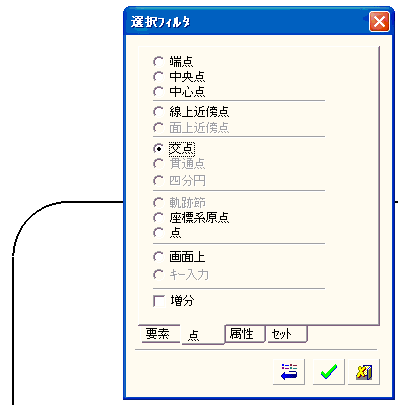 選択ﾌｨﾙﾀ
端点
中央点
中心点
線上近傍点
面上近傍点
交点
貫通点
四分円
軌跡節
座標系原点
点
画面上
キー入力
増分
要素 点 属性 ｾｯﾄ